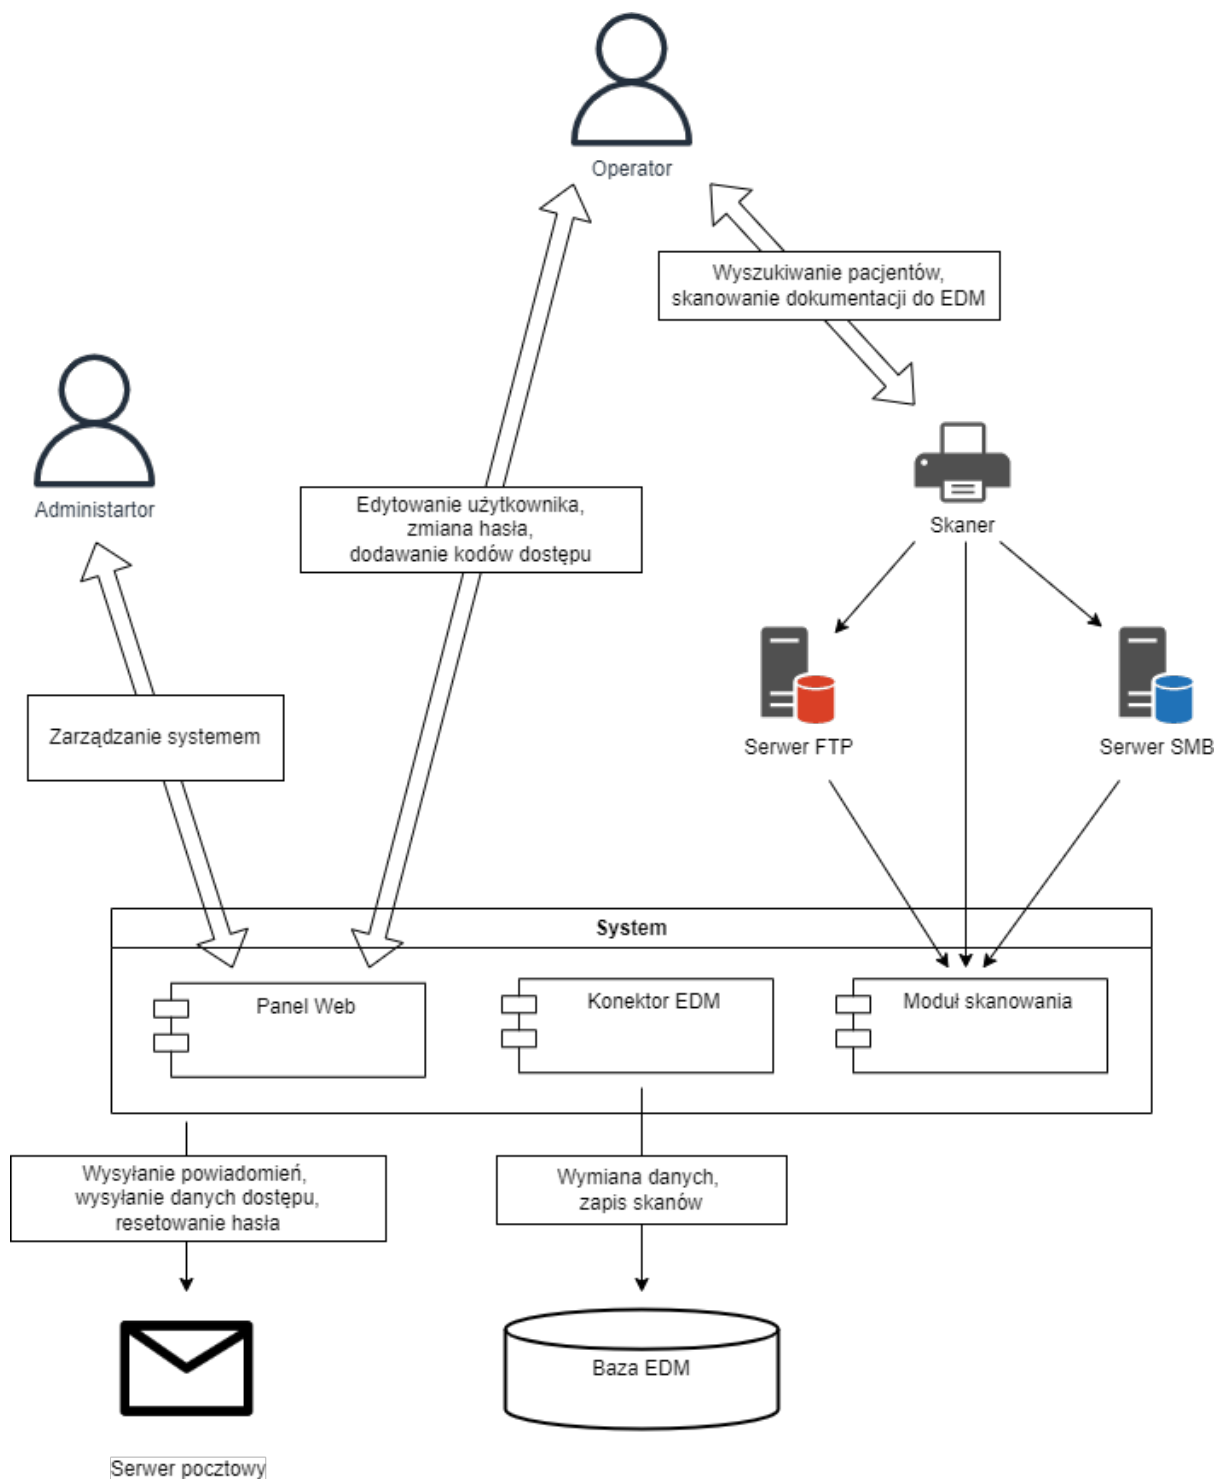 Operator
Wyszukiwanie pacjentów,
skanowanie dokumentacji do EDM
Administartor
Edytowanie użytkownika,
zmiana hasła,
dodawanie kodów dostępu
Skaner
Zarządzanie systemem
Serwer FTP
Serwer SMB
System
Panel Web
Konektor EDM
Moduł skanowania
Wysyłanie powiadomień,
wysyłanie danych dostępu,
resetowanie hasła
Wymiana danych,
zapis skanów
Baza EDM
Serwer pocztowy